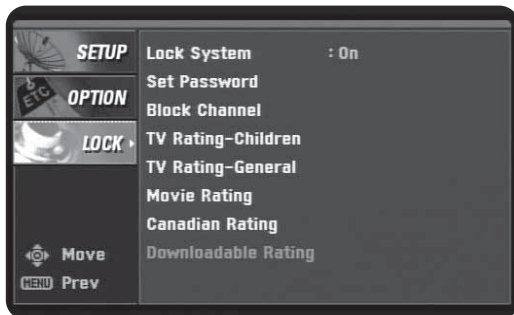 SETUP
OPTION
LOCK
Lock System : On
Set Password
Block Channel
TV Rating-Children
TV Rating-General
Movie Rating
Canadian Rating
Downloadable Rating
Move
MENU Prev
ETC